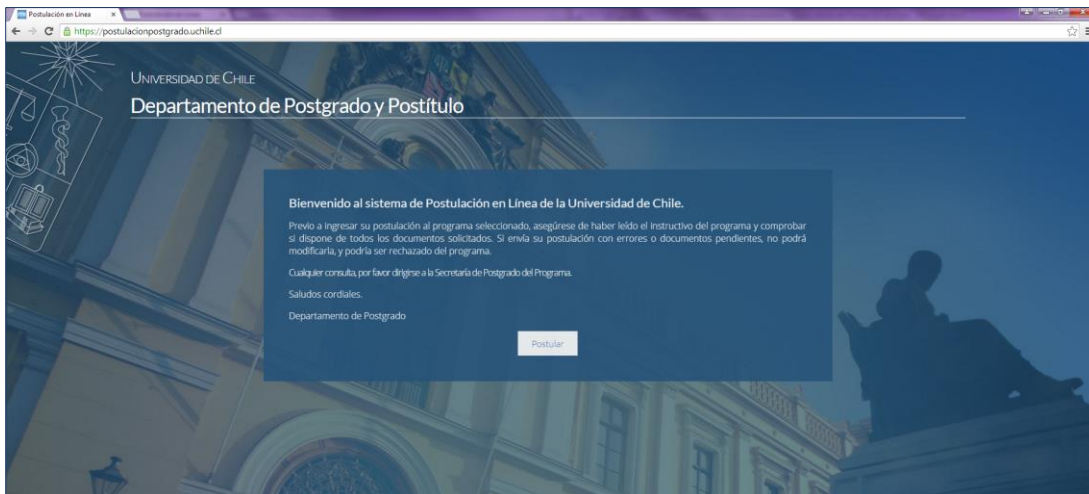 Postulación en Línea
https://postulacionpostgrado.uchile.cl
UNIVERSIDAD DE CHILE
Departamento de Postgrado y Postítulo
Bienvenido al sistema de Postulación en Línea de la Universidad de Chile.
Previo a ingresar su postulación al programa seleccionado, asegúrese de haber leído el instructivo del programa y comprobar
si dispone de todos los documentos solicitados. Si envía su postulación con errores o documentos pendientes, no podrá
modificarla, y podría ser rechazado del programa.
Cualquier consulta, por favor dirigirse a la Secretaría de Postgrado del Programa.
Saludos cordiales.
Departamento de Postgrado
Postular